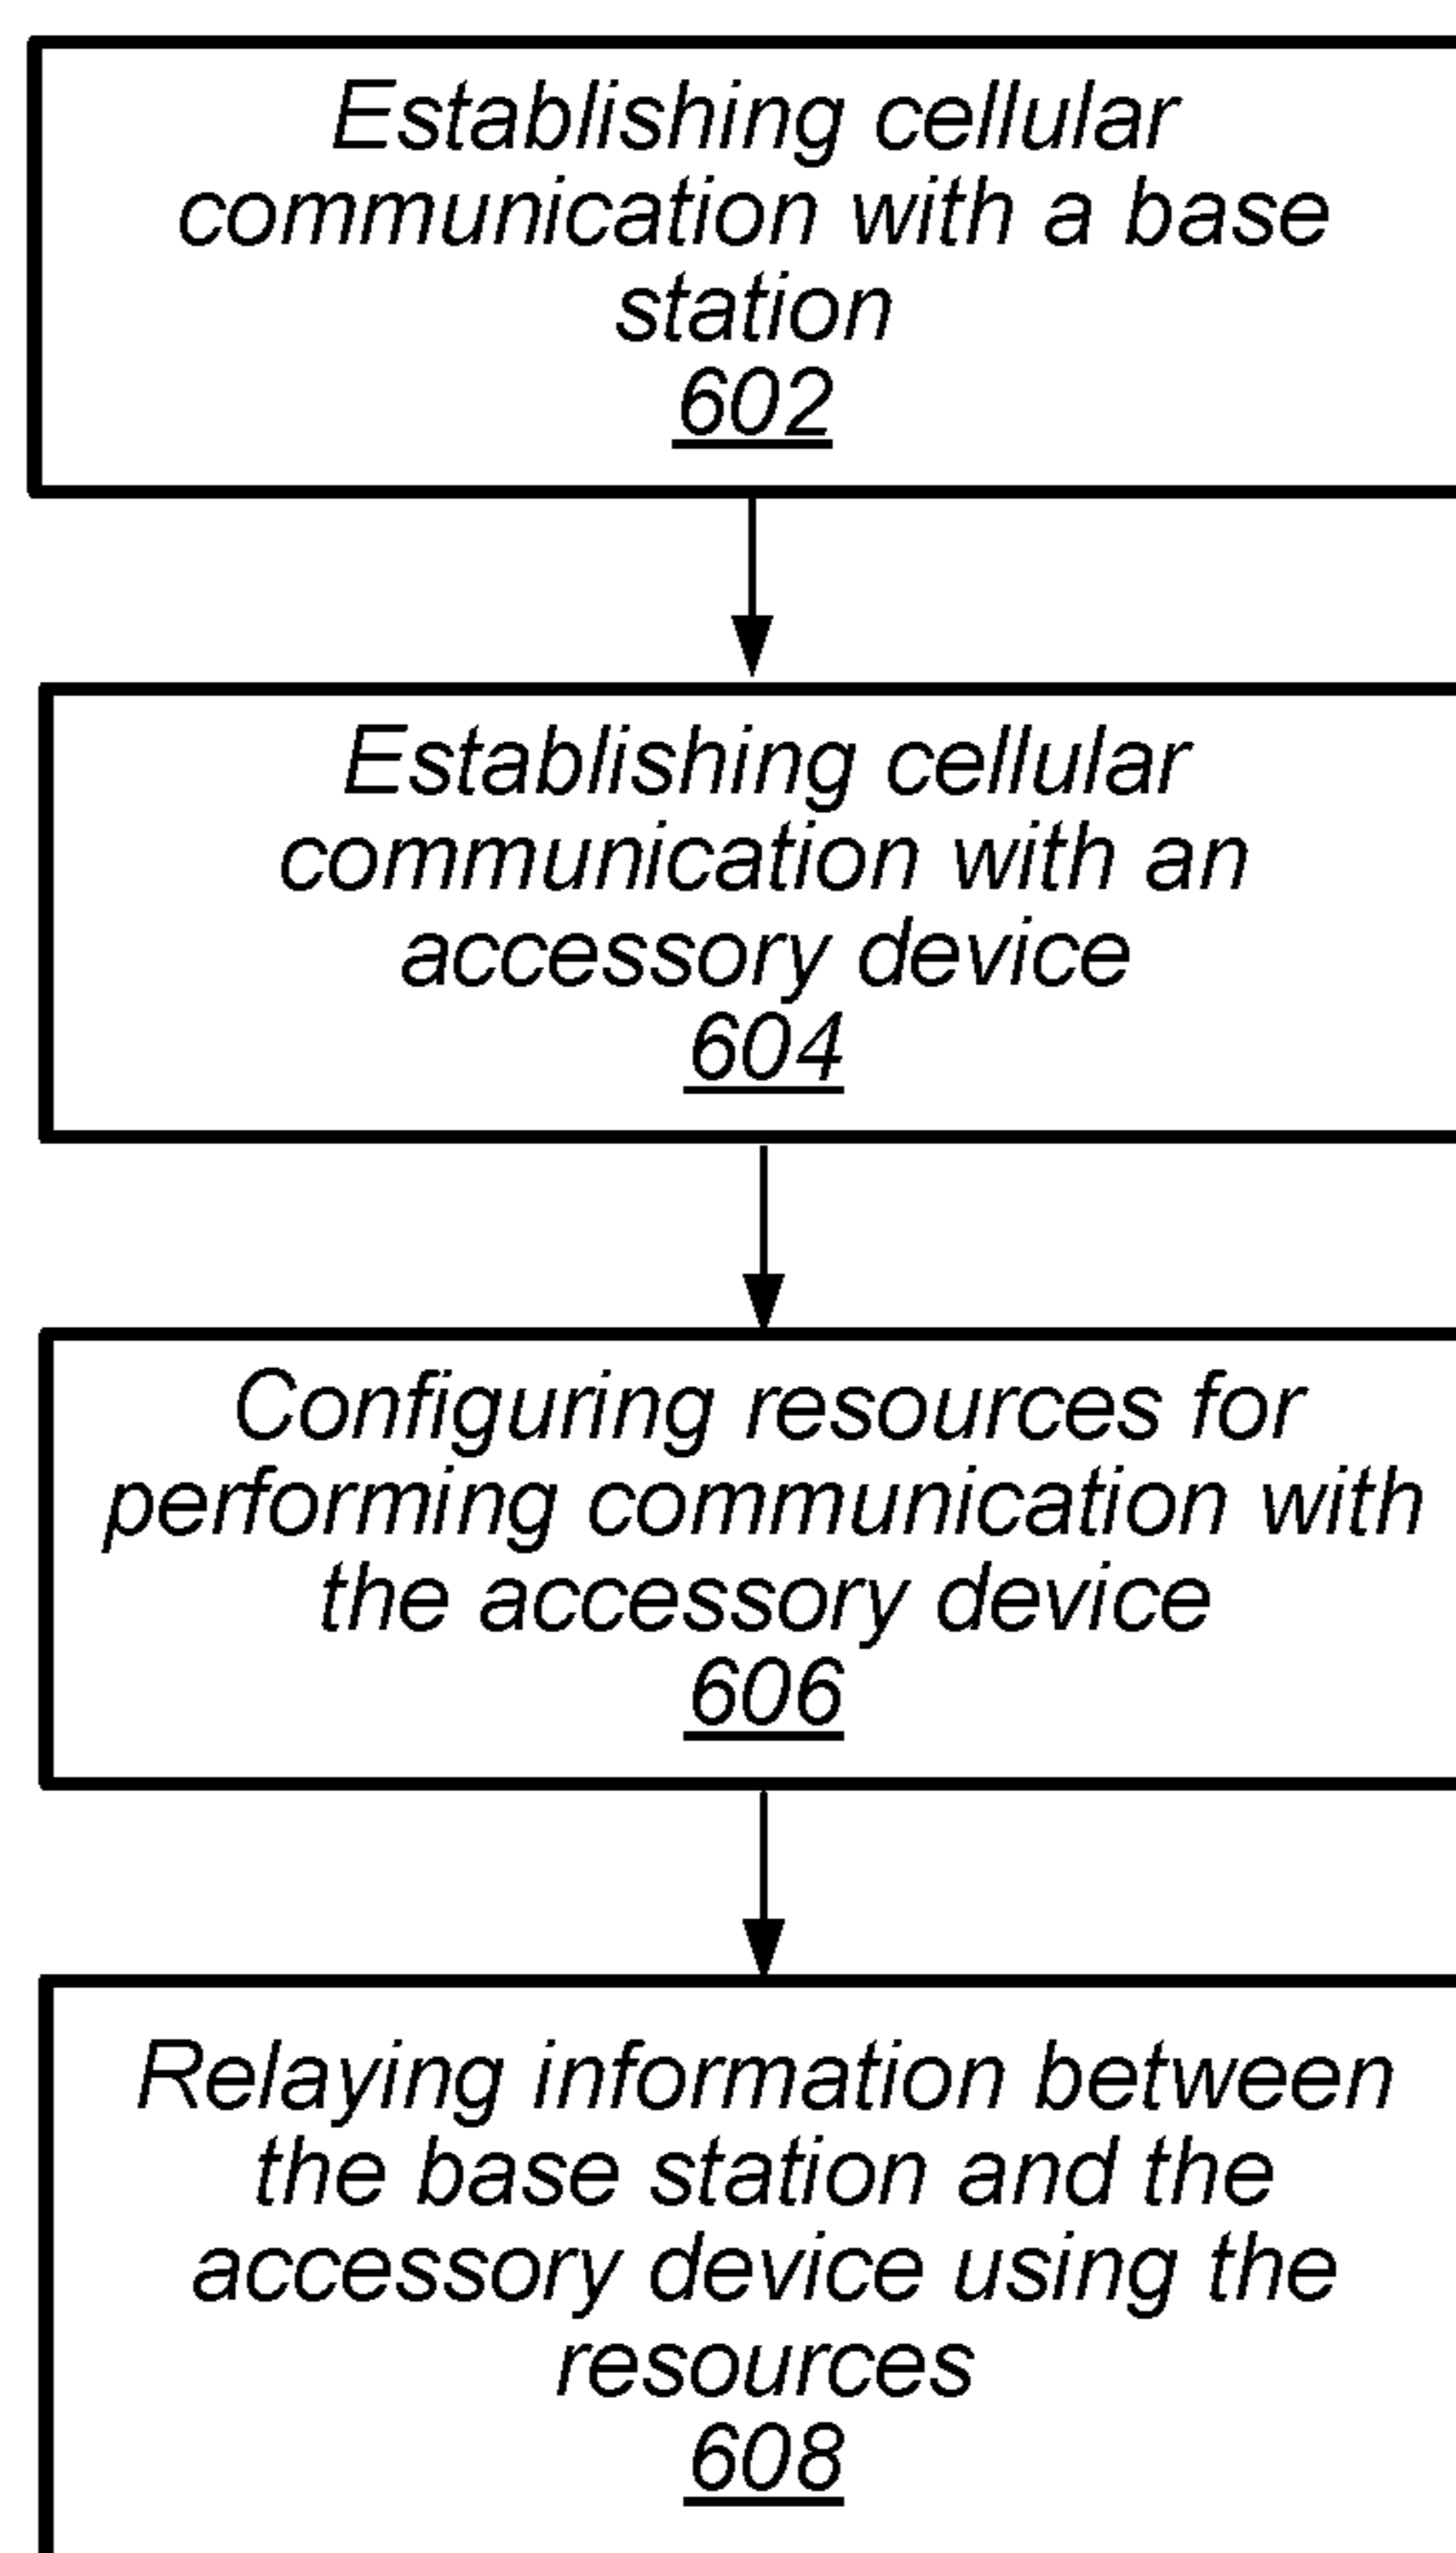 Establishing cellular
communication with a base
station
602
Establishing cellular
communication with an
accessory device
604
Configuring resources for
performing communication with
the accessory device
606
Relaying information between
the base station and the
accessory device using the
resources
608